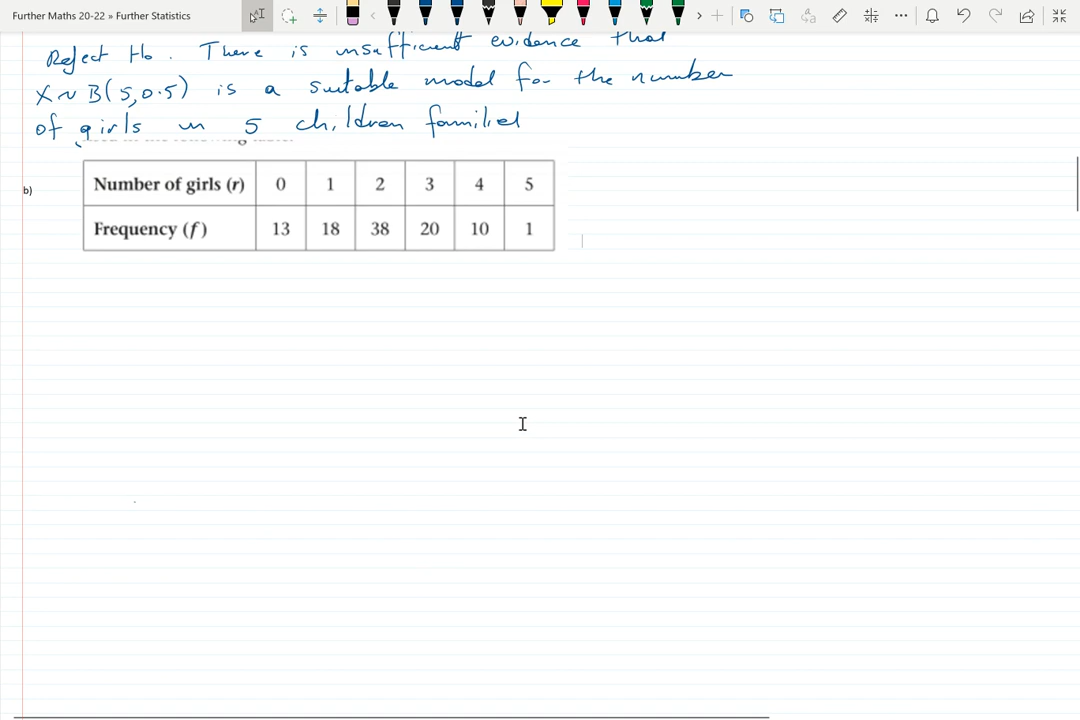 Further Maths 20-22 » Further Statistics
Reject Ho. There is insufficient evidence that
X~B(5,0.5) is a suitable model for the number
of girls in 5 children families
b)
Number of girls (r) 0 1 2 3 4 5
Frequency (f) 13 18 38 20 10 1